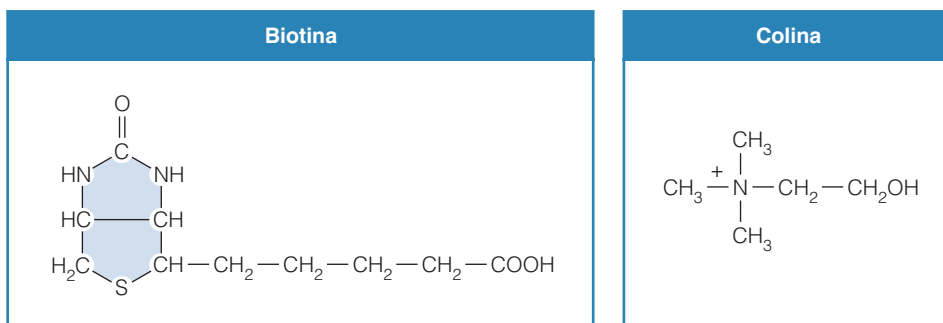 Biotina
O
C
HN NH
HC CH
H₂C CH—CH₂—CH₂—CH₂—CH₂—COOH
S
Colina
CH₃
+
CH₃—N—CH₂—CH₂OH
CH₃